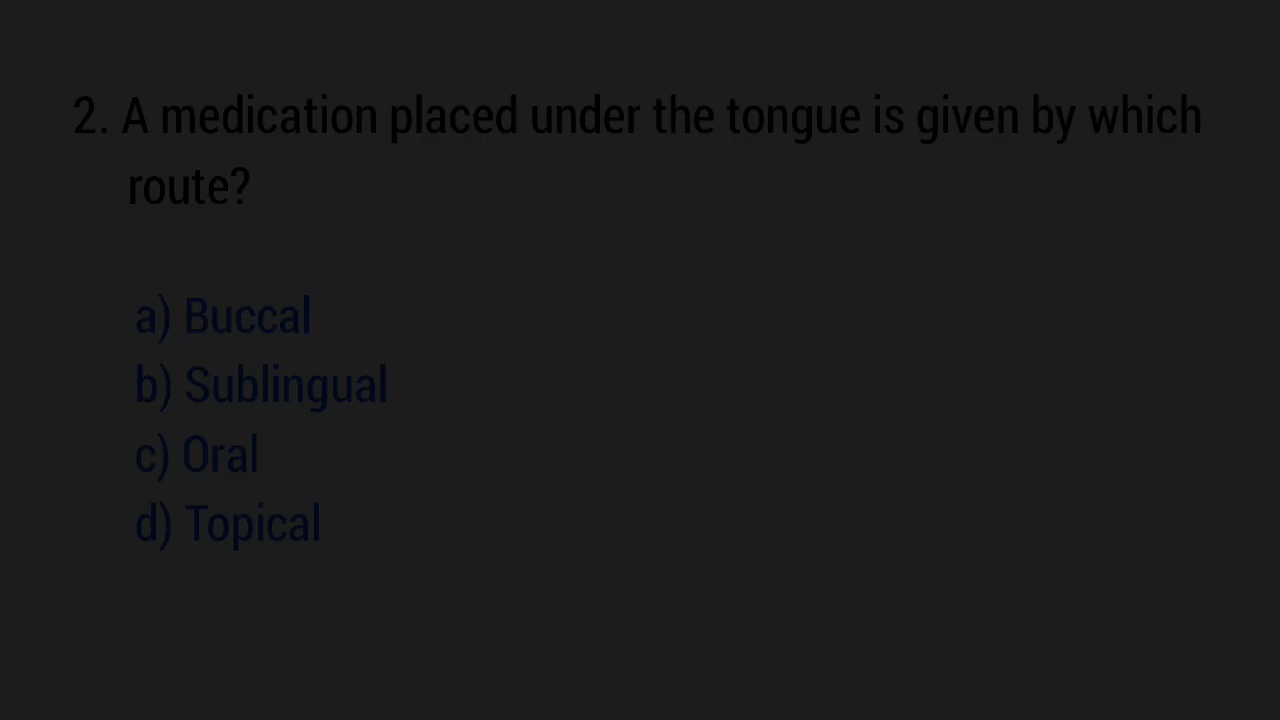 2. A medication placed under the tongue is given by which
route?
a) Buccal
b) Sublingual
c) Oral
d) Topical